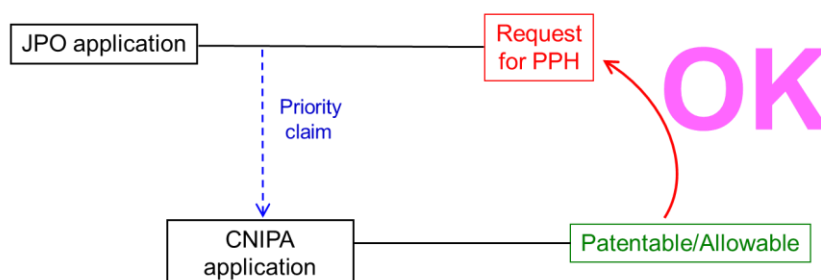 JPO application
Request
for PPH
OK
Priority
claim
CNIPA
application
Patentable/Allowable